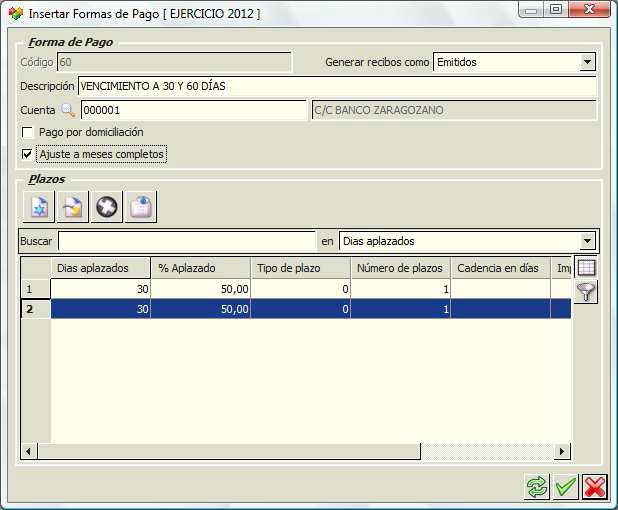 Insertar Formas de Pago [ EJERCICIO 2012 ]
Forma de Pago
Código 60 Generar recibos como Emitidos
Descripción VENCIMIENTO A 30 Y 60 DÍAS
Cuenta 000001 C/C BANCO ZARAGOZANO
Pago por domiciliación
Ajuste a meses completos
Plazos
Buscar en Dias aplazados
Dias aplazados % Aplazado Tipo de plazo Número de plazos Cadencia en días Imp
1 30 50,00 0 1
2 30 50,00 0 1